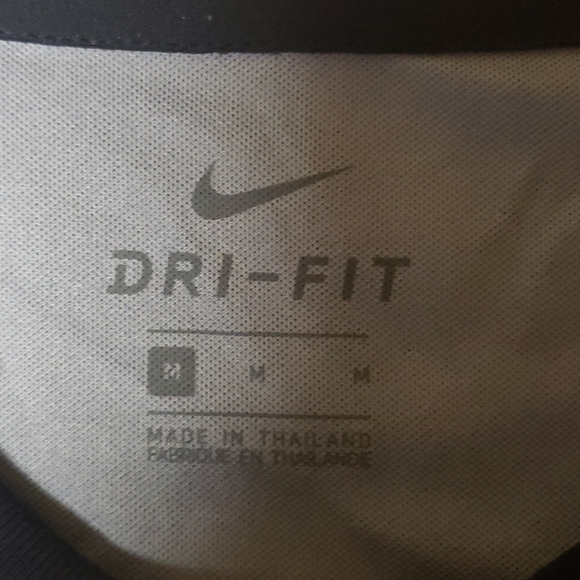 DRI-FIT
M M M
MADE IN THAILAND
FABRIQUÉ EN THAÏLANDE